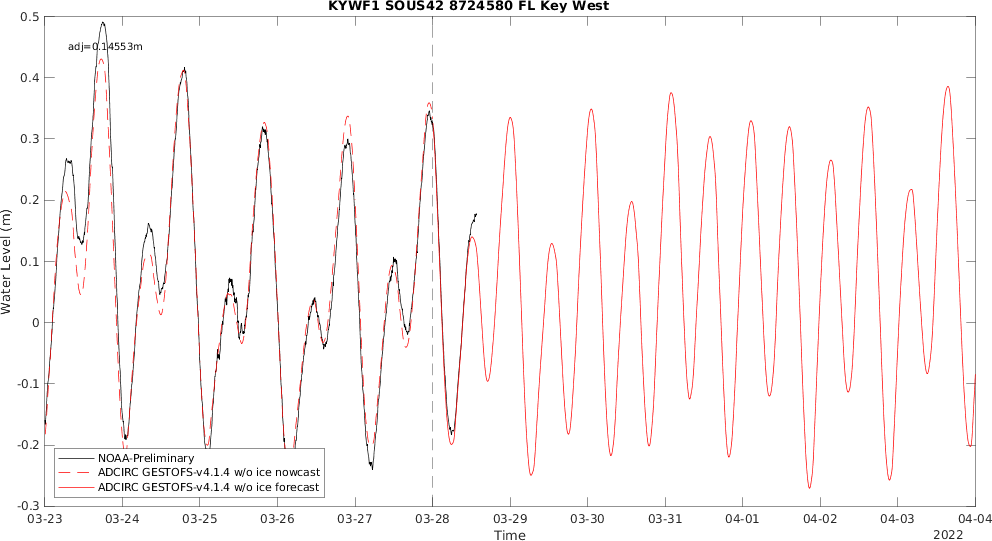 KYWF1 SOUS42 8724580 FL Key West
adj=0.14553m
0.5
0.4
0.3
0.2
0.1
0
-0.1
-0.2
-0.3
Water Level (m)
NOAA-Preliminary
ADCIRC GESTOFS-v4.1.4 w/o ice nowcast
ADCIRC GESTOFS-v4.1.4 w/o ice forecast
03-23 03-24 03-25 03-26 03-27 03-28 03-29 03-30 03-31 04-01 04-02 04-03 04-04
Time
2022